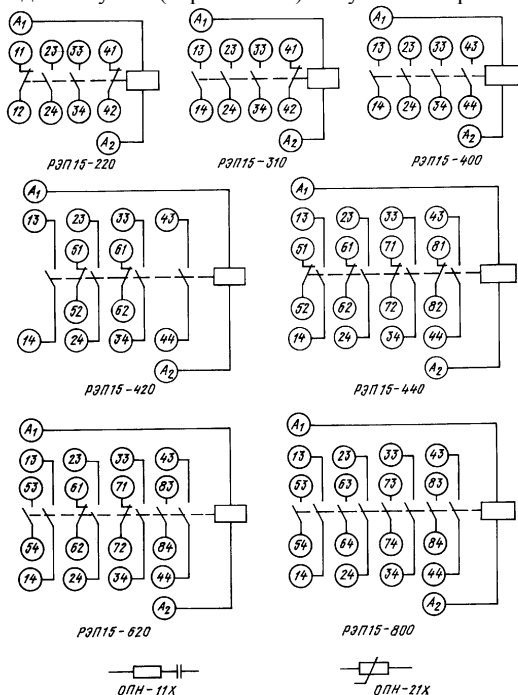 A1 A1 A1
11 23 33 41 13 23 33 41 13 23 33 43
12 24 34 42 14 24 34 42 14 24 34 44
A2 A2 A2
РЭП15-220 РЭП15-310 РЭП15-400
A1 A1
13 23 33 43 13 23 33 43
51 61 51 61 71 81
52 62 52 62 72 82
14 24 34 44 14 24 34 44
A2 A2
РЭП15-420 РЭП15-440
A1 A1
13 23 33 43 13 23 33 43
53 61 71 83 53 63 73 83
54 62 72 84 54 64 74 84
14 24 34 44 14 24 34 44
A2 A2
РЭП15-620 РЭП15-800
ОПН-11Х ОПН-21Х